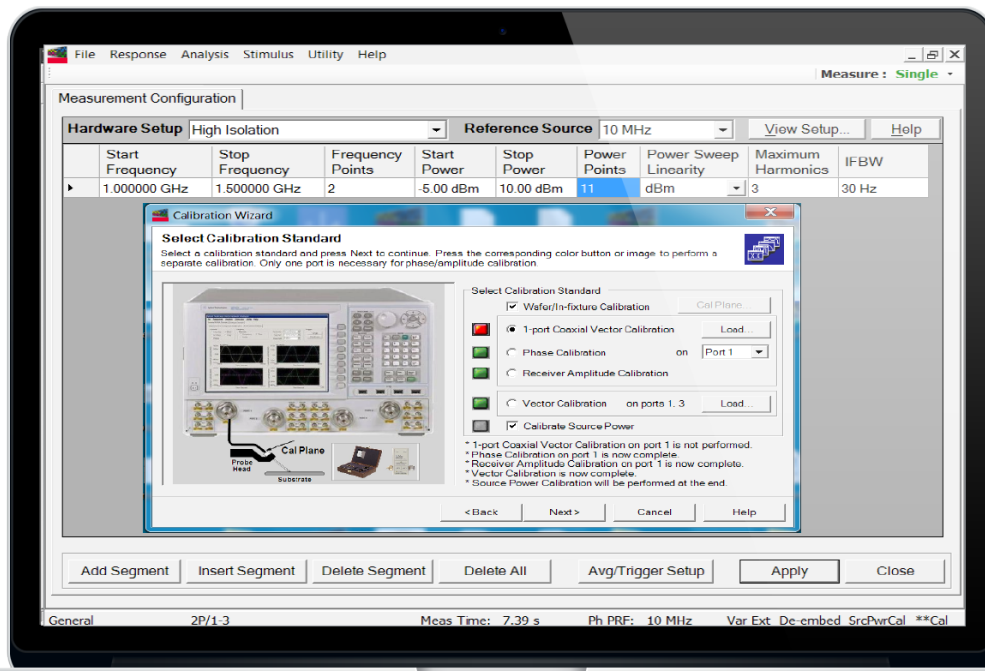 File Response Analysis Stimulus Utility Help
Measure : Single
Measurement Configuration
Hardware Setup High Isolation Reference Source 10 MHz View Setup... Help
Start Frequency Stop Frequency Frequency Points Start Power Stop Power Power Points Power Sweep Linearity Maximum Harmonics IFBW
1.000000 GHz 1.500000 GHz 2 -5.00 dBm 10.00 dBm 11 dBm 3 30 Hz
Calibration Wizard
Select Calibration Standard
Select a calibration standard and press Next to continue. Press the corresponding color button or image to perform a
separate calibration. Only one port is necessary for phase/amplitude calibration.
Select Calibration Standard
Wafer/In-fixture Calibration Cal Plane...
1-port Coaxial Vector Calibration Load...
Phase Calibration on Port 1
Receiver Amplitude Calibration
Vector Calibration on ports 1, 3 Load...
Calibrate Source Power
Cal Plane
Probe
Head
Substrate
* 1-port Coaxial Vector Calibration on port 1 is not performed.
* Phase Calibration on port 1 is now complete.
* Receiver Amplitude Calibration on port 1 is now complete.
* Vector Calibration is now complete.
* Source Power Calibration will be performed at the end.
<Back Next> Cancel Help
Add Segment Insert Segment Delete Segment Delete All Avg/Trigger Setup Apply Close
General 2P/1-3 Meas Time: 7.39 s Ph PRF: 10 MHz Var Ext De-embed SrcPwrCal **Cal